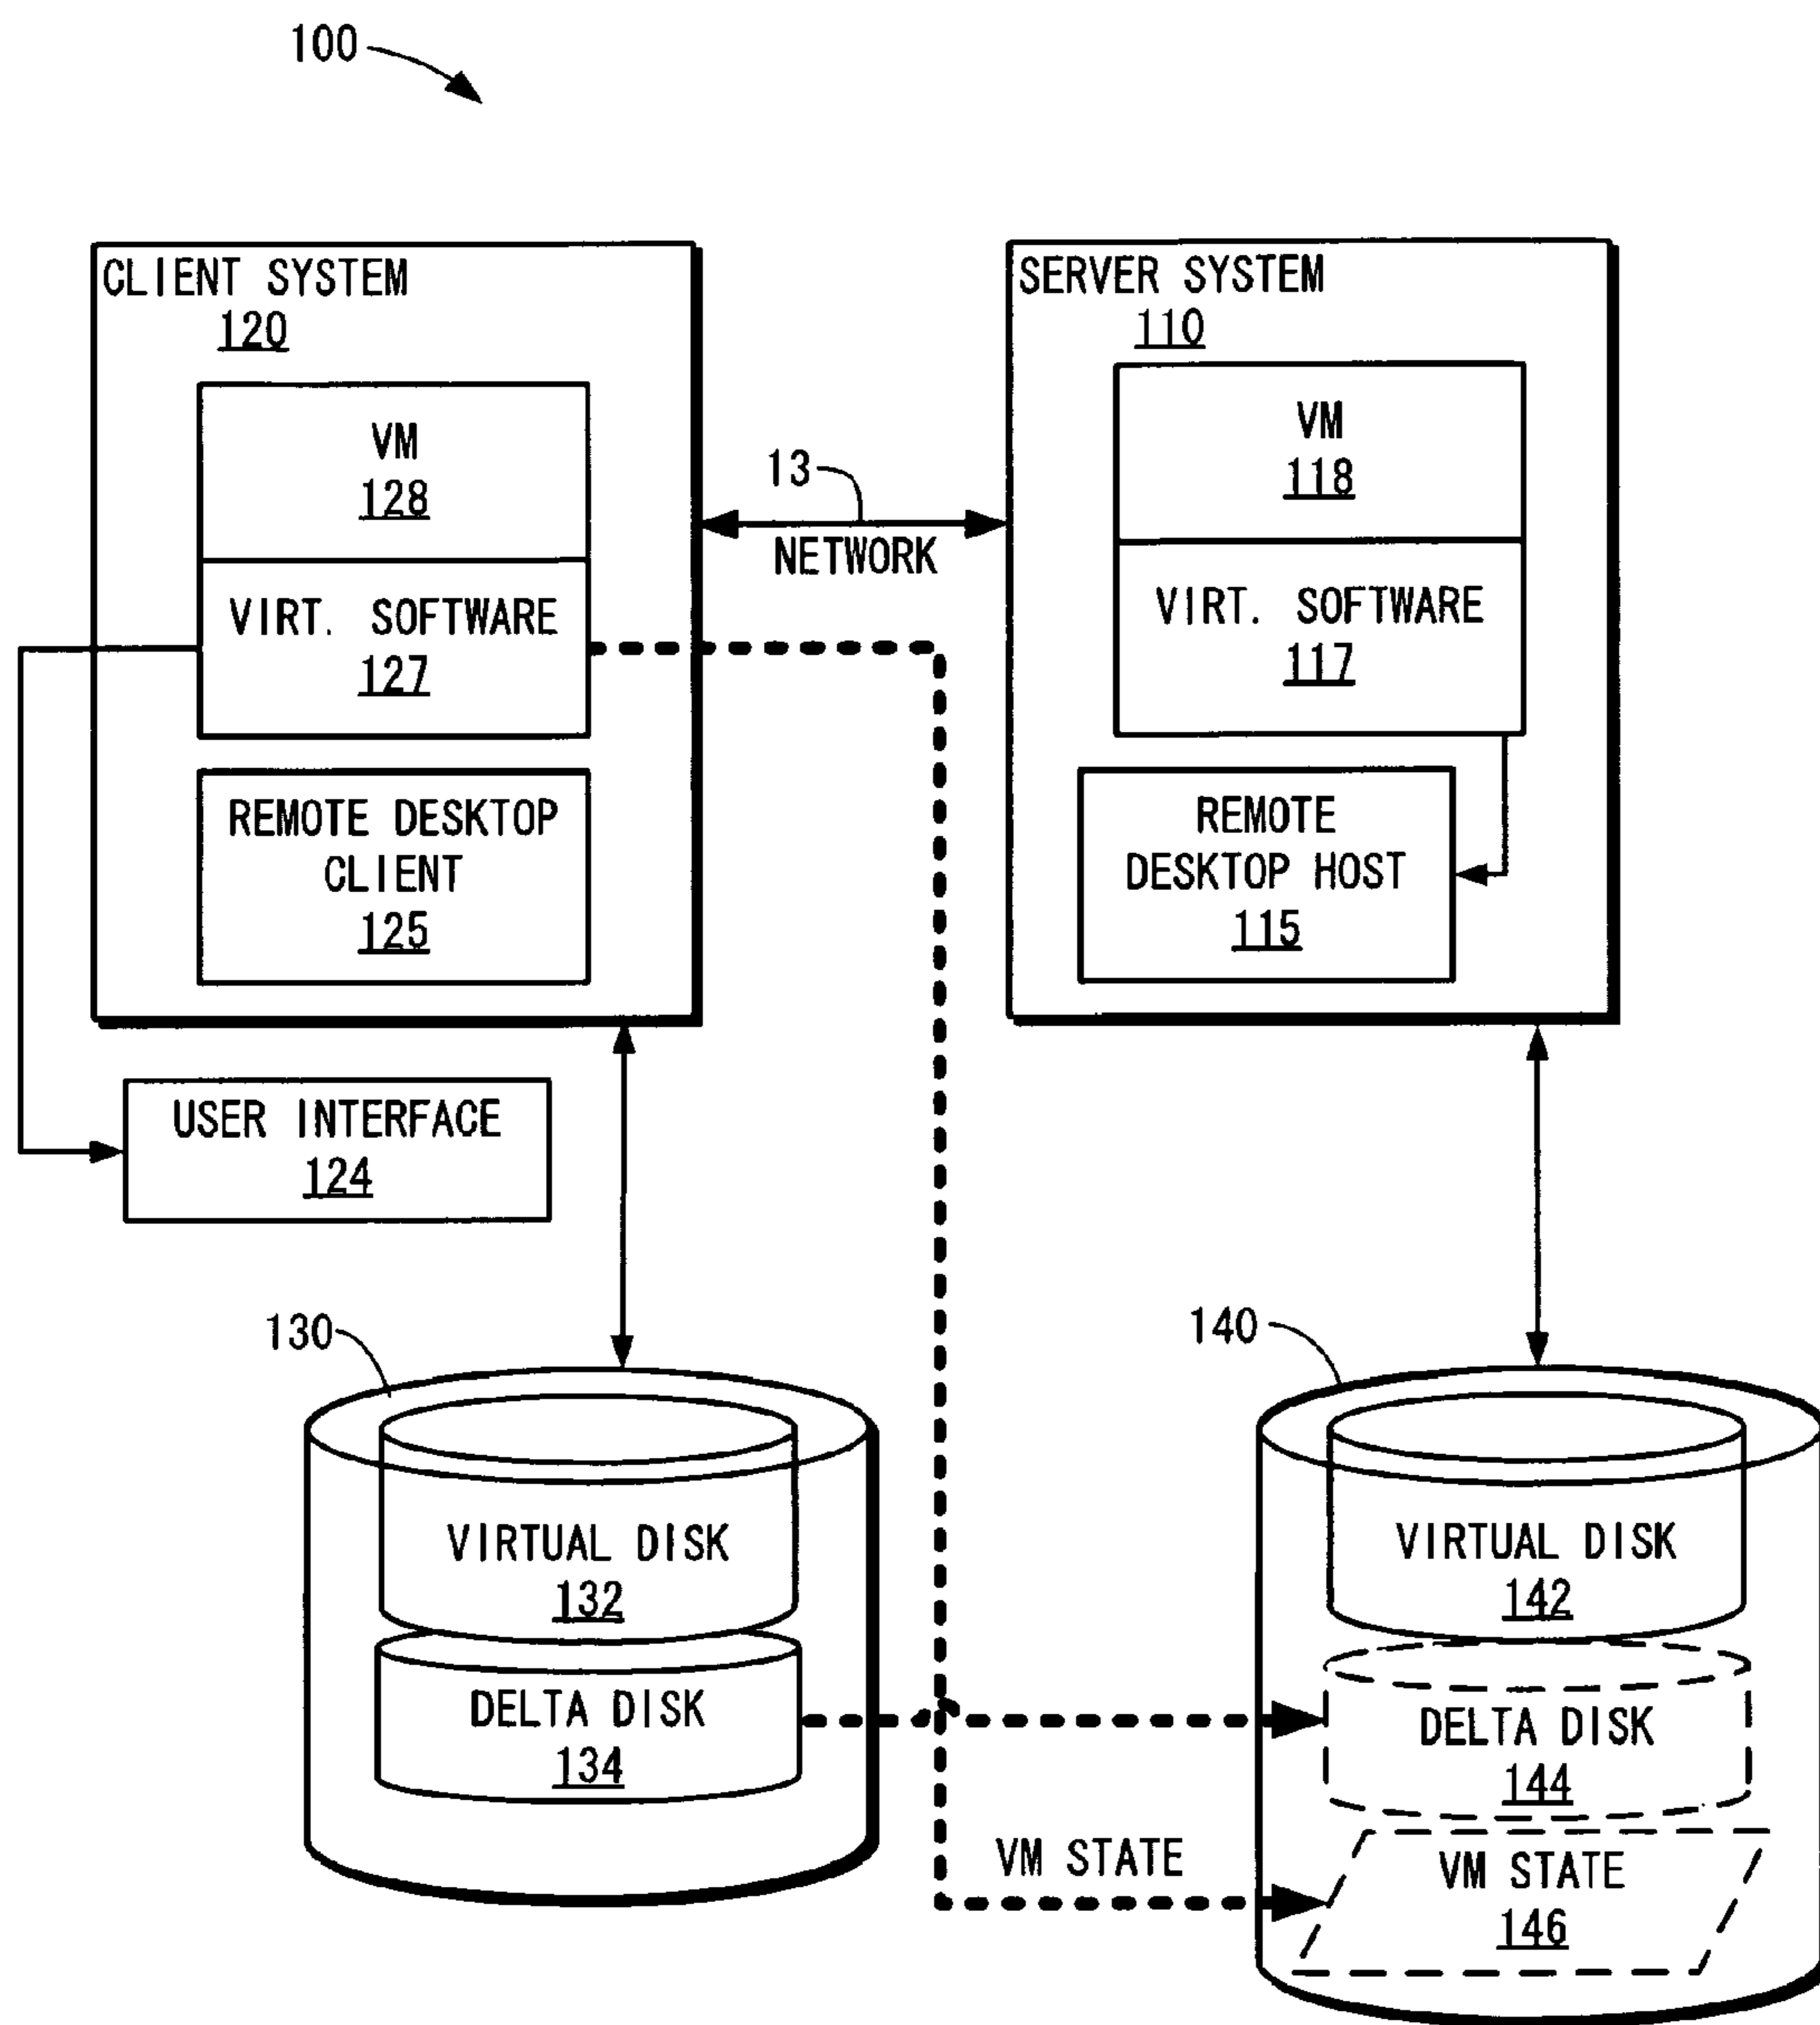 100
CLIENT SYSTEM
120
VM
128
VIRT. SOFTWARE
127
REMOTE DESKTOP
CLIENT
125
13
NETWORK
SERVER SYSTEM
110
VM
118
VIRT. SOFTWARE
117
REMOTE
DESKTOP HOST
115
USER INTERFACE
124
130
VIRTUAL DISK
132
DELTA DISK
134
VM STATE
140
VIRTUAL DISK
142
DELTA DISK
144
VM STATE
146